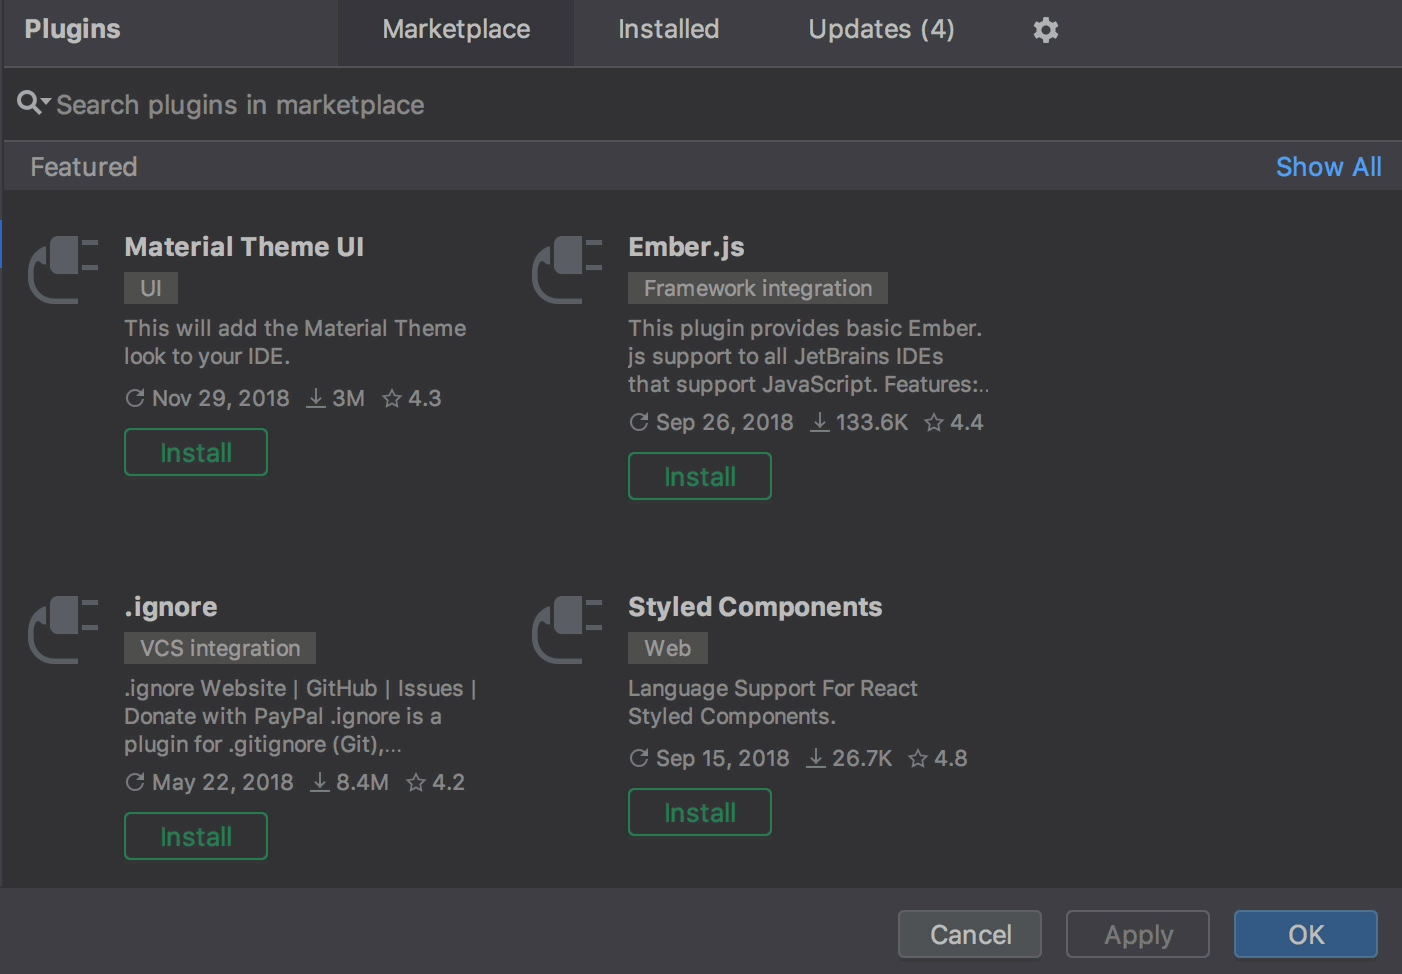 Plugins
Marketplace
Installed
Updates (4)
Search plugins in marketplace
Featured
Show All
Material Theme UI
UI
This will add the Material Theme
look to your IDE.
Nov 29, 2018 3M 4.3
Install
Ember.js
Framework integration
This plugin provides basic Ember.
js support to all JetBrains IDEs
that support JavaScript. Features:..
Sep 26, 2018 133.6K 4.4
Install
.ignore
VCS integration
.ignore Website | GitHub | Issues |
Donate with PayPal .ignore is a
plugin for .gitignore (Git),...
May 22, 2018 8.4M 4.2
Install
Styled Components
Web
Language Support For React
Styled Components.
Sep 15, 2018 26.7K 4.8
Install
Cancel
Apply
OK